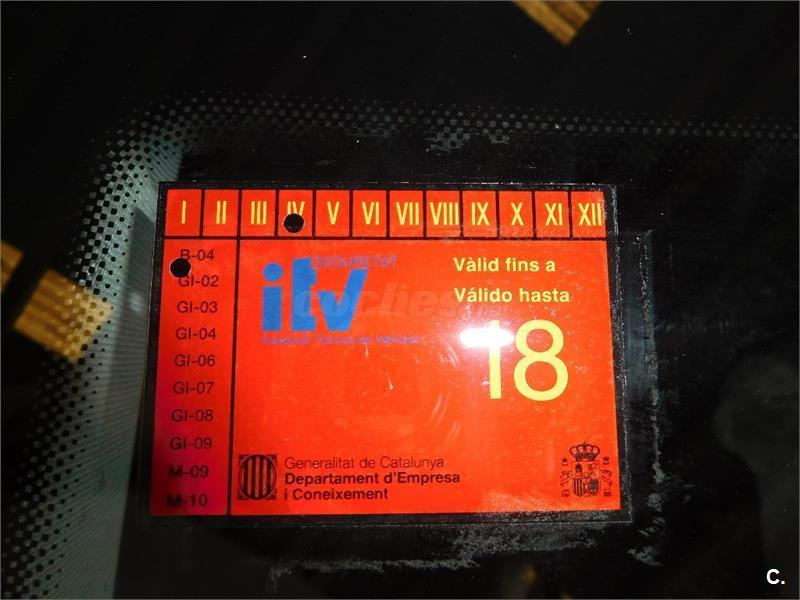 I II III IV V VI VII VIII IX X XI XII
B-04
GI-02
GI-03
GI-04
GI-06
GI-07
GI-08
GI-09
M-09
M-10
SEGURETAT
itv
Vàlid fins a
Válido hasta
18
coches
Generalitat de Catalunya
Departament d'Empresa
i Coneixement
C.